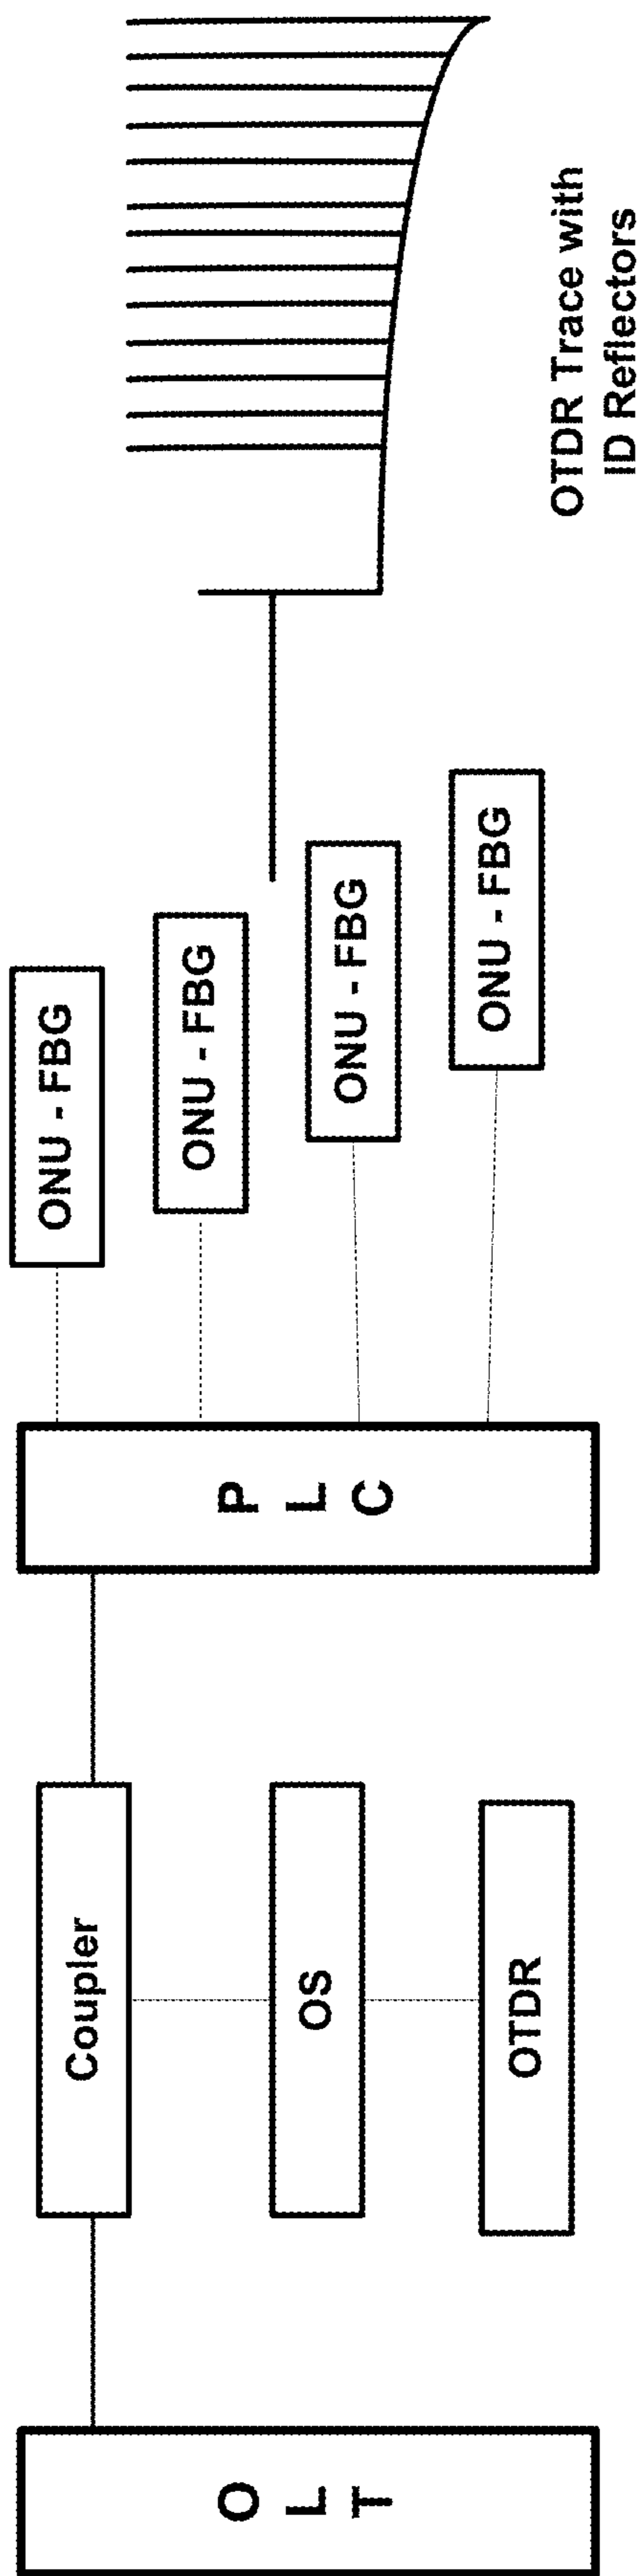 O
L
T
Coupler
OS
OTDR
P
L
C
ONU - FBG
ONU - FBG
ONU - FBG
ONU - FBG
OTDR Trace with
ID Reflectors